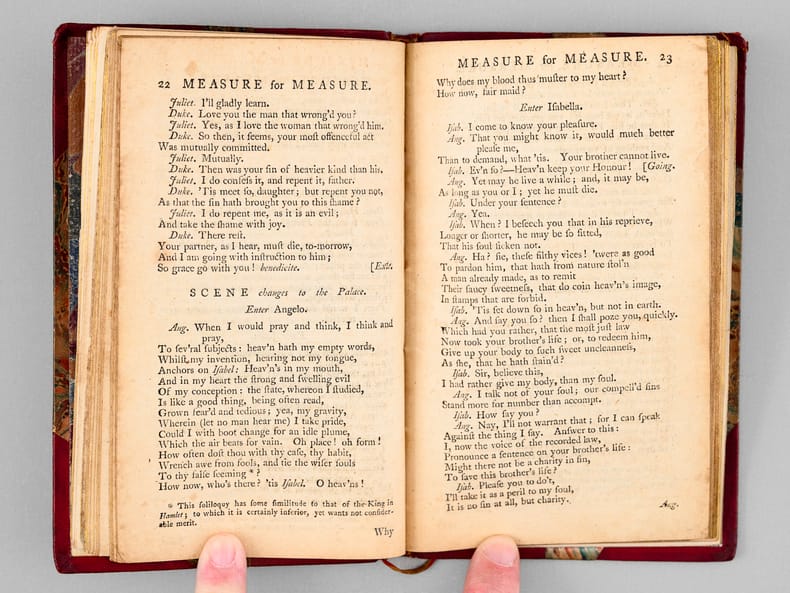 22 MEASURE for MEASURE.
Juliet. I'll gladly learn.
Duke. Love you the man that wrong'd you?
Juliet. Yes, as I love the woman that wrong'd him.
Duke. So then, it seems, your moſt offenceful act
Was mutually committed.
Juliet. Mutually.
Duke. Then was your ſin of heavier kind than his.
Juliet. I do confeſs it, and repent it, father.
Duke. 'Tis meet ſo, daughter; but repent you not,
As that the ſin hath brought you to this ſhame?
Juliet. I do repent me, as it is an evil;
And take the ſhame with joy.
Duke. There reſt.
Your partner, as I hear, muſt die, to-morrow,
And I am going with inſtruction to him;
So grace go with you! benedicite. [Exit.
SCENE changes to the Palace.
Enter Angelo.
Ang. When I would pray and think, I think and
pray,
To ſev'ral ſubjects: heav'n hath my empty words,
Whilſt my invention, hearing not my tongue,
Anchors on Iſabel: Heav'n's in my mouth,
And in my heart the ſtrong and ſwelling evil
Of my conception: the ſtate, whereon I ſtudied,
Is like a good thing, being often read,
Grown ſear'd and tedious; yea, my gravity,
Wherein (let no man hear me) I take pride,
Could I with boot change for an idle plume,
Which the air beats for vain. Oh place! oh form!
How often doſt thou with thy caſe, thy habit,
Wrench awe from fools, and tie the wiſer ſouls
To thy falſe ſeeming *?
How now, who's there? 'tis Iſabel. O heav'ns!
* This ſoliloquy has ſome ſimilitude to that of the King in
Hamlet; to which it is certainly inferior, yet wants not conſider-
able merit.
Why
MEASURE for MEASURE. 23
Why does my blood thus muſter to my heart?
How now, fair maid?
Enter Iſabella.
Iſab. I come to know your pleaſure.
Ang. That you might know it, would much better
pleaſe me,
Than to demand, what 'tis. Your brother cannot live.
Iſab. Ev'n ſo?—Heav'n keep your Honour! [Going.
Ang. Yet may he live a while; and, it may be,
As long as you or I; yet he muſt die.
Iſab. Under your ſentence?
Ang. Yea.
Iſab. When? I beſeech you that in his reprieve,
Longer or ſhorter, he may be ſo fitted,
That his ſoul ſicken not.
Ang. Ha? fie, theſe filthy vices! 'twere as good
To pardon him, that hath from nature ſtol'n
A man already made, as to remit
Their ſaucy ſweetneſs, that do coin heav'n's image,
In ſtamps that are forbid.
Iſab. 'Tis ſet down ſo in heav'n, but not in earth.
Ang. And ſay you ſo? then I ſhall poze you, quickly.
Which had you rather, that the moſt juſt law
Now took your brother's life; or, to redeem him,
Give up your body to ſuch ſweet uncleanneſs,
As ſhe, that he hath ſtain'd?
Iſab. Sir, believe this,
I had rather give my body, than my ſoul.
Ang. I talk not of your ſoul; our compell'd ſins
Stand more for number than accompt.
Iſab. How ſay you?
Ang. Nay, I'll not warrant that; for I can ſpeak
Againſt the thing I ſay. Anſwer to this:
I, now the voice of the recorded law,
Pronounce a ſentence on your brother's life:
Might there not be a charity in ſin,
To ſave this brother's life?
Iſab. Pleaſe you to do't,
I'll take it as a peril to my ſoul,
It is no ſin at all, but charity.
Ang.